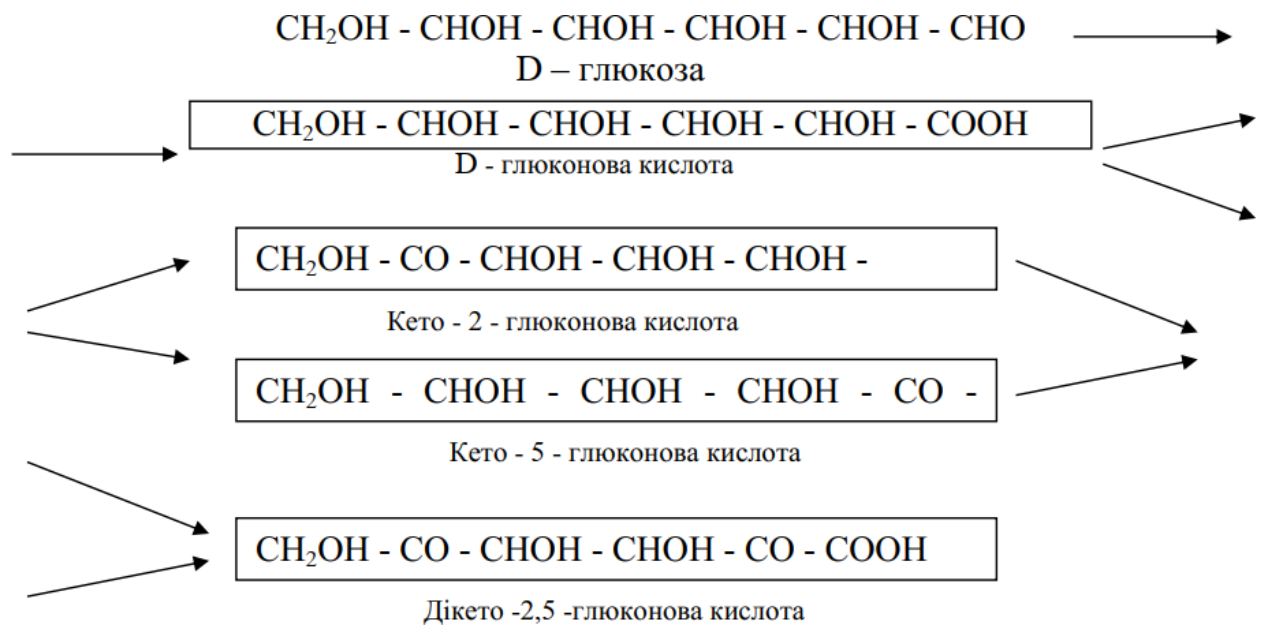 CH₂OH - CHOH - CHOH - CHOH - CHOH - CHO
D – глюкоза
CH₂OH - CHOH - CHOH - CHOH - CHOH - COOH
D - глюконова кислота
CH₂OH - CO - CHOH - CHOH - CHOH -
Кето - 2 - глюконова кислота
CH₂OH - CHOH - CHOH - CHOH - CO -
Кето - 5 - глюконова кислота
CH₂OH - CO - CHOH - CHOH - CO - COOH
Дікето -2,5 -глюконова кислота